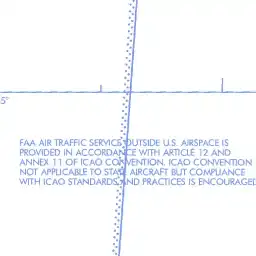 5°
FAA AIR TRAFFIC SERVICE OUTSIDE U.S. AIRSPACE IS
PROVIDED IN ACCORDANCE WITH ARTICLE 12 AND
ANNEX 11 OF ICAO CONVENTION. ICAO CONVENTION
NOT APPLICABLE TO STATE AIRCRAFT BUT COMPLIANCE
WITH ICAO STANDARDS AND PRACTICES IS ENCOURAGED